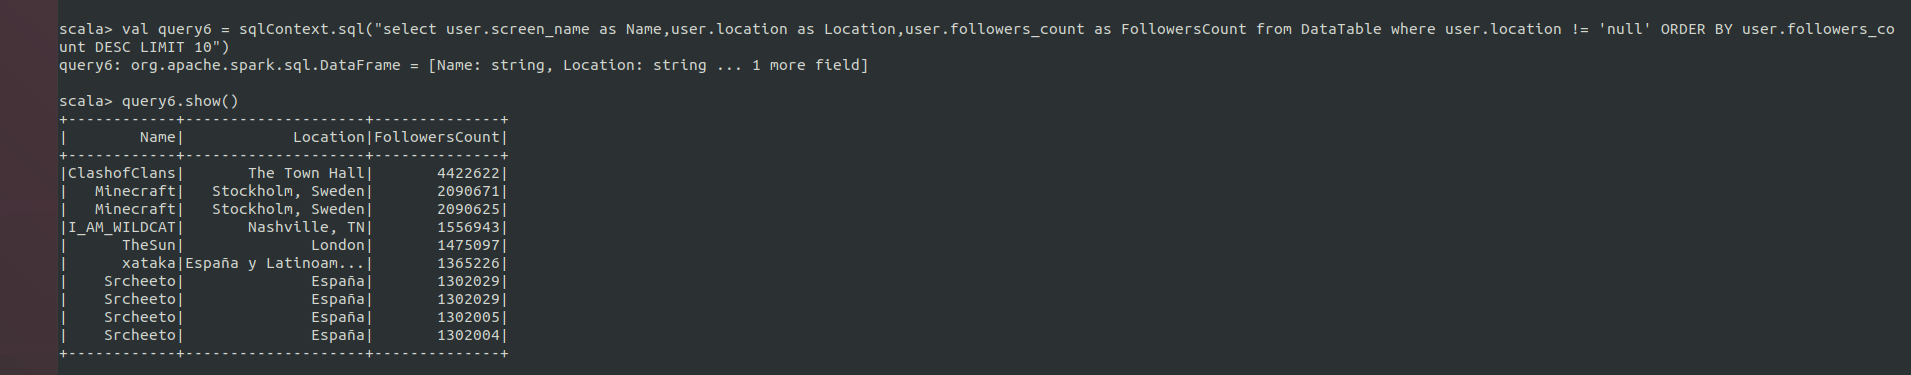 scala> val query6 = sqlContext.sql("select user.screen_name as Name,user.location as Location,user.followers_count as FollowersCount from DataTable where user.location != 'null' ORDER BY user.followers_co
unt DESC LIMIT 10")
query6: org.apache.spark.sql.DataFrame = [Name: string, Location: string ... 1 more field]

scala> query6.show()
+------------+--------------------+--------------+
|        Name|            Location|FollowersCount|
+------------+--------------------+--------------+
|ClashofClans|       The Town Hall|       4422622|
|   Minecraft|   Stockholm, Sweden|       2090671|
|   Minecraft|   Stockholm, Sweden|       2090625|
|I_AM_WILDCAT|       Nashville, TN|       1556943|
|      TheSun|              London|       1475097|
|      xataka|España y Latinoam...|       1365226|
|    Srcheeto|              España|       1302029|
|    Srcheeto|              España|       1302029|
|    Srcheeto|              España|       1302005|
|    Srcheeto|              España|       1302004|
+------------+--------------------+--------------+